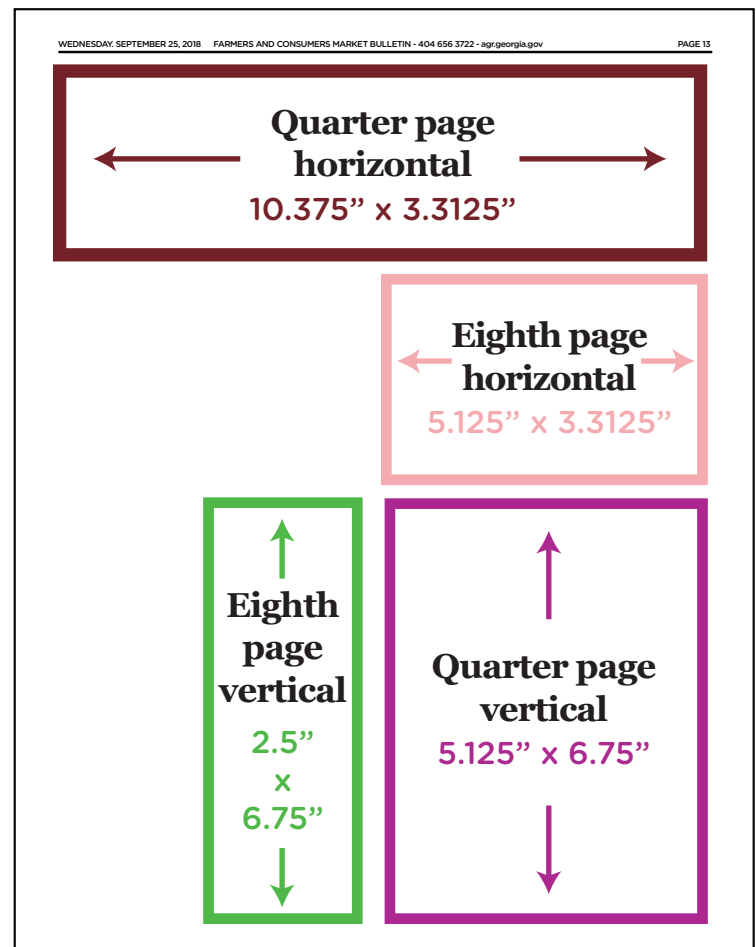 WEDNESDAY. SEPTEMBER 25, 2018 FARMERS AND CONSUMERS MARKET BULLETIN - 404 656 3722 - agr.georgia.gov PAGE 13
Quarter page
horizontal
10.375” x 3.3125”
Eighth page
horizontal
5.125” x 3.3125”
Eighth
page
vertical
2.5”
x
6.75”
Quarter page
vertical
5.125” x 6.75”